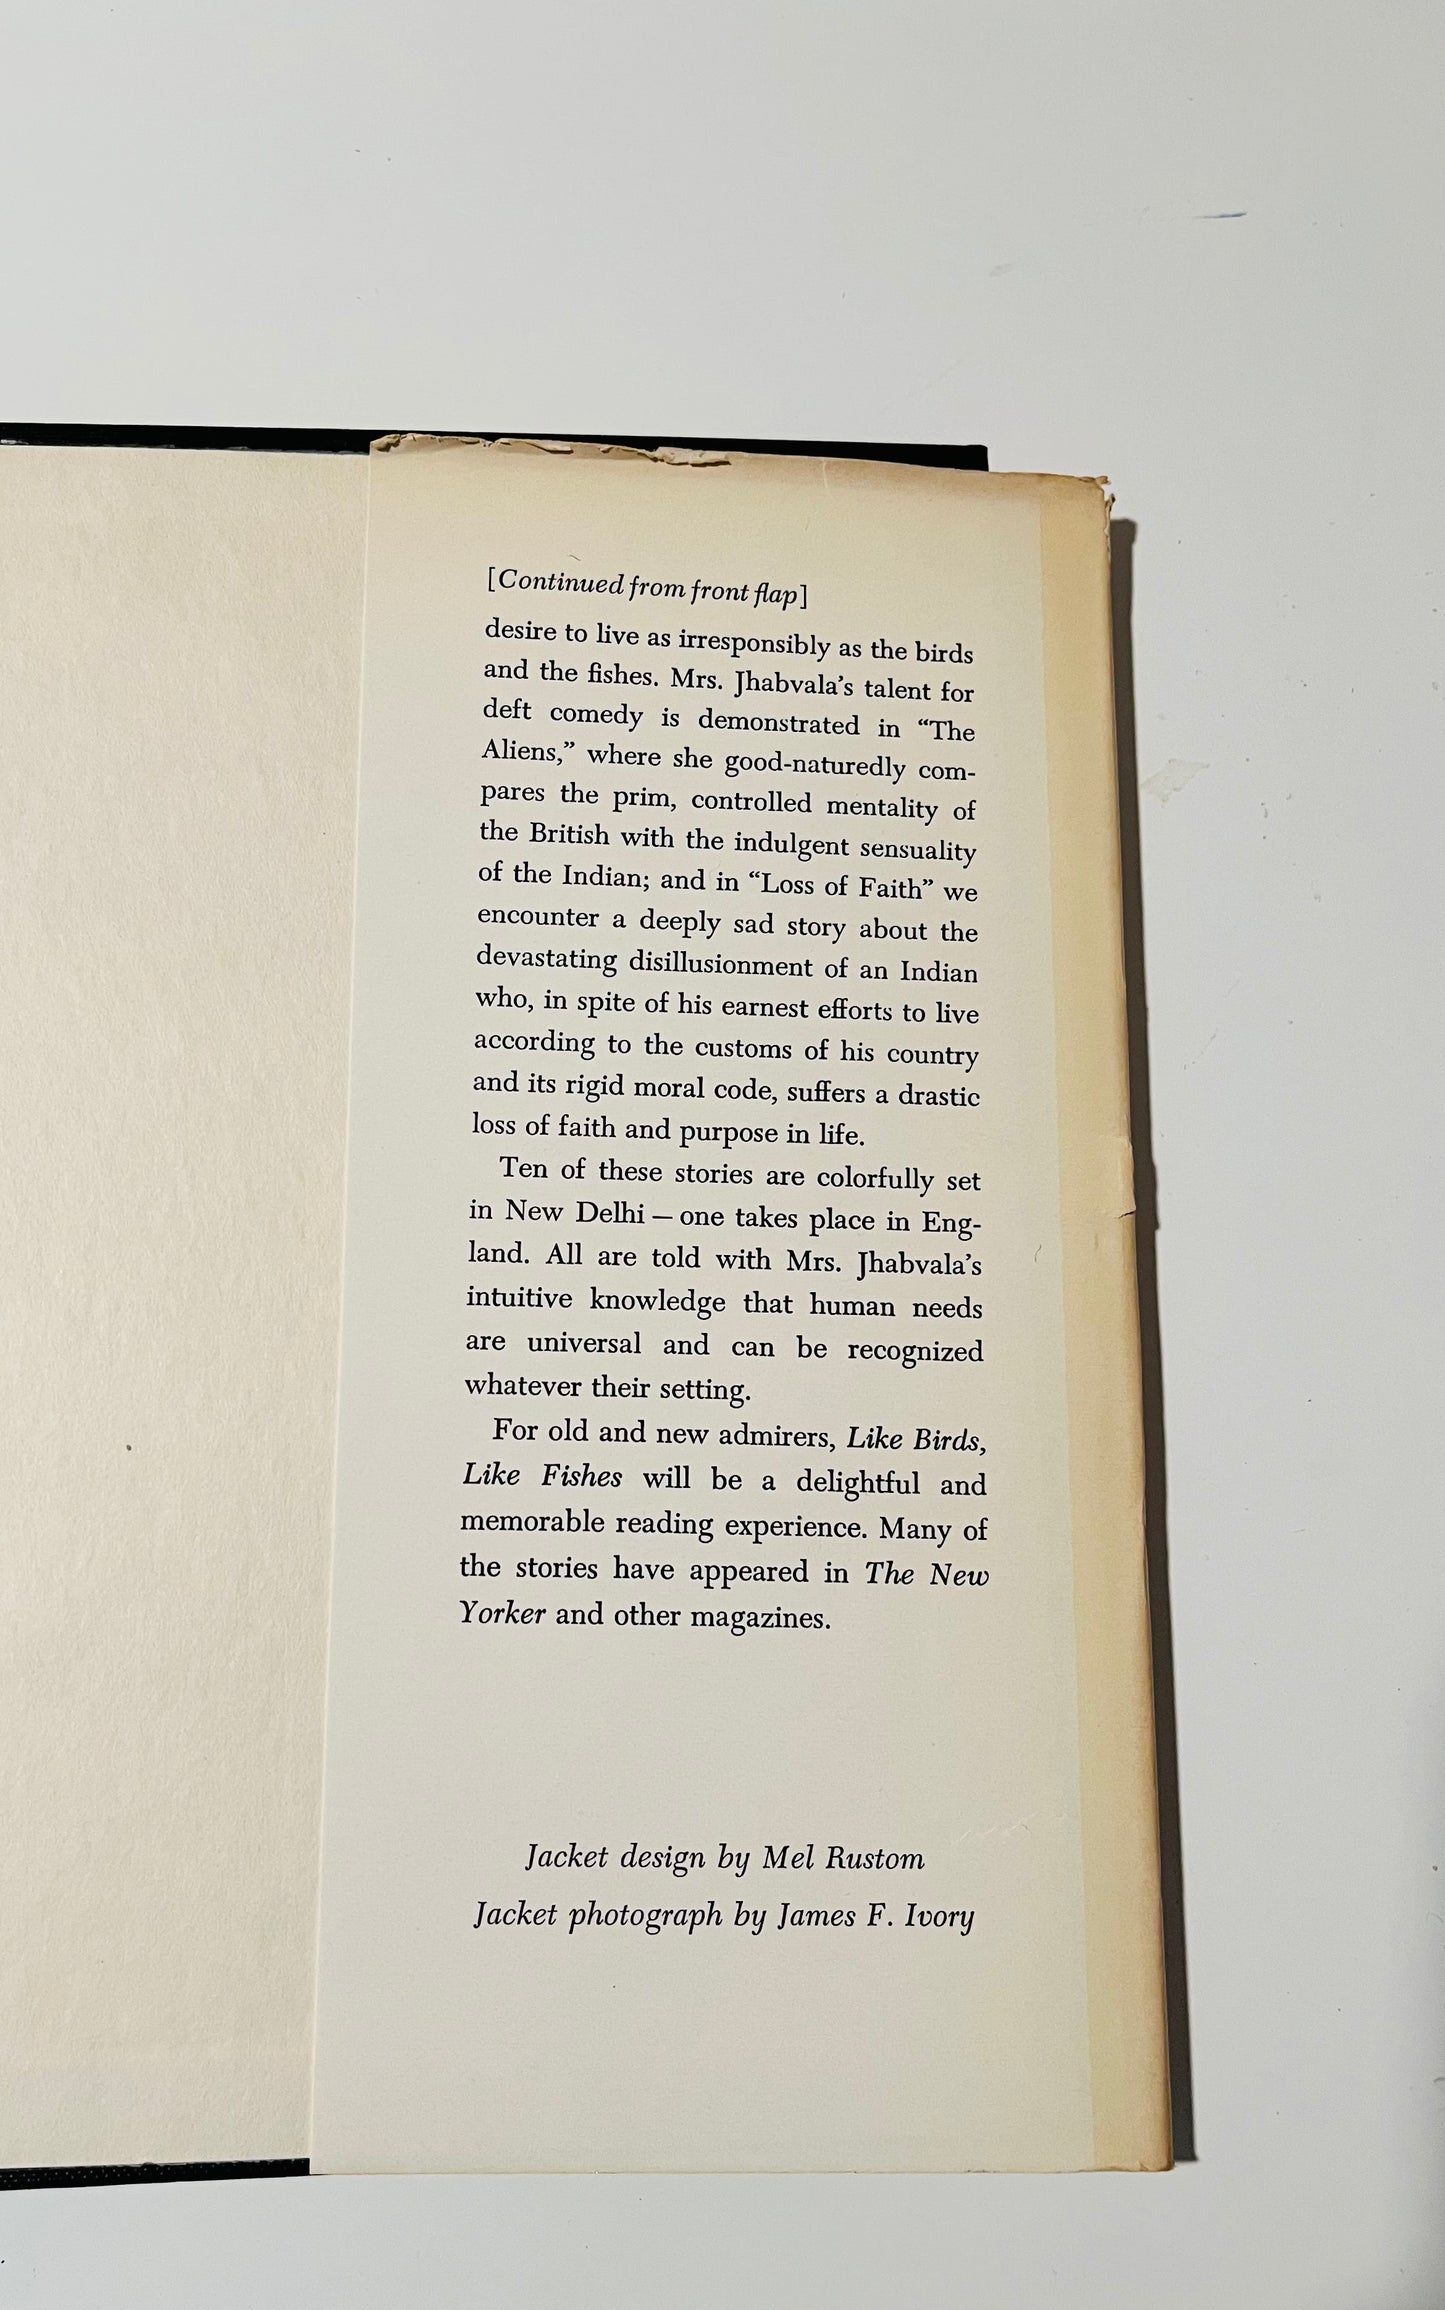 [Continued from front flap]
desire to live as irresponsibly as the birds
and the fishes. Mrs. Jhabvala’s talent for
deft comedy is demonstrated in “The
Aliens,” where she good-naturedly com-
pares the prim, controlled mentality of
the British with the indulgent sensuality
of the Indian; and in “Loss of Faith” we
encounter a deeply sad story about the
devastating disillusionment of an Indian
who, in spite of his earnest efforts to live
according to the customs of his country
and its rigid moral code, suffers a drastic
loss of faith and purpose in life.
Ten of these stories are colorfully set
in New Delhi — one takes place in Eng-
land. All are told with Mrs. Jhabvala’s
intuitive knowledge that human needs
are universal and can be recognized
whatever their setting.
For old and new admirers, Like Birds,
Like Fishes will be a delightful and
memorable reading experience. Many of
the stories have appeared in The New
Yorker and other magazines.
Jacket design by Mel Rustom
Jacket photograph by James F. Ivory